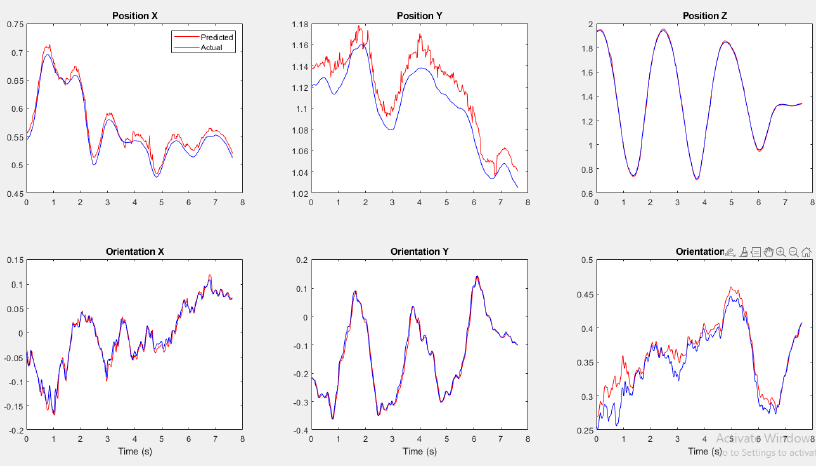 Position X
Position Y
Position Z
0.75
0.7
0.65
0.6
0.55
0.5
0.45
Predicted
Actual
0 1 2 3 4 5 6 7 8
1.18
1.16
1.14
1.12
1.1
1.08
1.06
1.04
1.02
0 1 2 3 4 5 6 7 8
2
1.8
1.6
1.4
1.2
1
0.8
0.6
0 1 2 3 4 5 6 7 8
Orientation X
Orientation Y
Orientation
0.15
0.1
0.05
0
-0.05
-0.1
-0.15
-0.2
0 1 2 3 4 5 6 7 8
Time (s)
0.2
0.1
0
-0.1
-0.2
-0.3
-0.4
0 1 2 3 4 5 6 7 8
Time (s)
0.5
0.45
0.4
0.35
0.3
0.25
0 1 2 3 4 5 6 7 8
Time (s)
Activate Windows
to Settings to activat